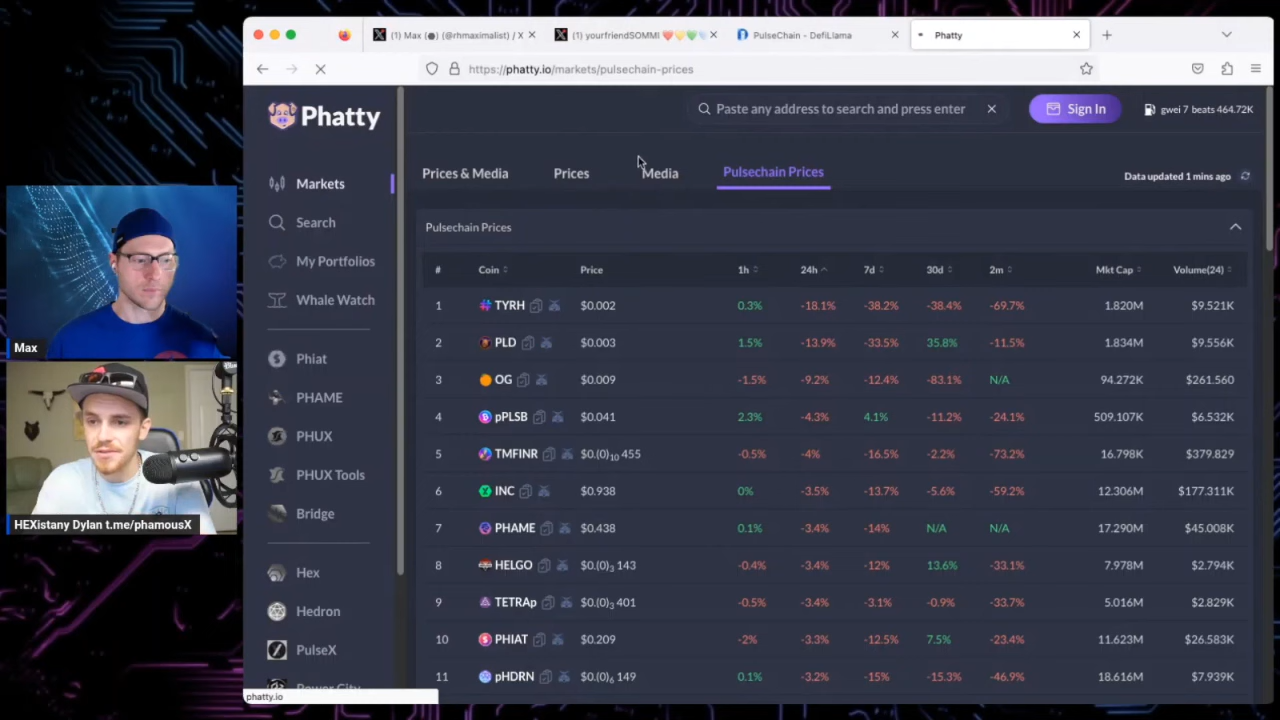 (1) Max (⬣) (@rhmaximalist) / X
(1) yourfriendSOMMI ❤️💛💚
PulseChain - DefiLlama
Phatty
https://phatty.io/markets/pulsechain-prices
Phatty
Paste any address to search and press enter
Sign In
gwei 7 beats 464.72K
Markets
Search
My Portfolios
Whale Watch
Phiat
PHAME
PHUX
PHUX Tools
Bridge
Hex
Hedron
PulseX
Power City
phatty.io
Prices & Media Prices Media Pulsechain Prices
Data updated 1 mins ago
Pulsechain Prices
# Coin Price 1h 24h 7d 30d 2m Mkt Cap Volume(24)
1 TYRH $0.002 0.3% -18.1% -38.2% -38.4% -69.7% 1.820M $9.521K
2 PLD $0.003 1.5% -13.9% -33.5% 35.8% -11.5% 1.834M $9.556K
3 OG $0.009 -1.5% -9.2% -12.4% -83.1% N/A 94.272K $261.560
4 pPLSB $0.041 2.3% -4.3% 4.1% -11.2% -24.1% 509.107K $6.532K
5 TMFINR $0.(0)₁₀ 455 -0.5% -4% -16.5% -2.2% -73.2% 16.798K $379.829
6 INC $0.938 0% -3.5% -13.7% -5.6% -59.2% 12.306M $177.311K
7 PHAME $0.438 0.1% -3.4% -14% N/A N/A 17.290M $45.008K
8 HELGO $0.(0)₃ 143 -0.4% -3.4% -12% 13.6% -33.1% 7.978M $2.794K
9 TETRAp $0.(0)₃ 401 -0.5% -3.4% -3.1% -0.9% -33.7% 5.016M $2.829K
10 PHIAT $0.209 -2% -3.3% -12.5% 7.5% -23.4% 11.623M $26.583K
11 pHDRN $0.(0)₆ 149 0.1% -3.2% -15% -15.3% -46.9% 18.616M $7.939K
Max
HEXistany Dylan t.me/phamousX